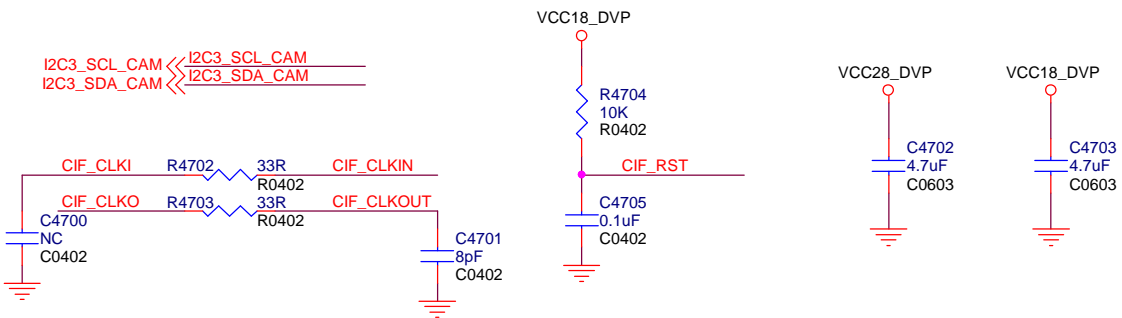 VCC18_DVP
I2C3_SCL_CAM I2C3_SCL_CAM
I2C3_SDA_CAM I2C3_SDA_CAM
VCC28_DVP VCC18_DVP
R4704
10K
R0402
CIF_CLKI R4702 33R CIF_CLKIN
R0402
CIF_RST
C4702
4.7uF
C0603
C4703
4.7uF
C0603
CIF_CLKO R4703 33R CIF_CLKOUT
R0402
C4700
NC
C0402
C4701
8pF
C0402
C4705
0.1uF
C0402